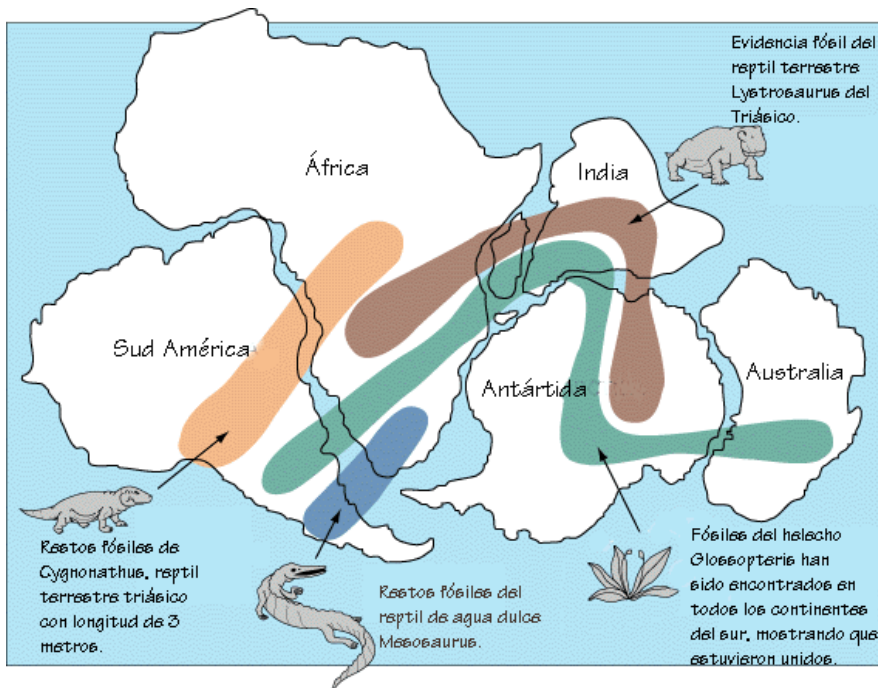 Evidencia fósil del
reptil terrestre
Lystrosaurus del
Triásico.
África
India
Sud América
Antártida
Australia
Restos fósiles de
Cygnonathus, reptil
terrestre triásico
con longitud de 3
metros.
Restos fósiles del
reptil de agua dulce
Mesosaurus.
Fósiles del helecho
Glossopteris han
sido encontrados en
todos los continentes
del sur, mostrando que
estuvieron unidos.